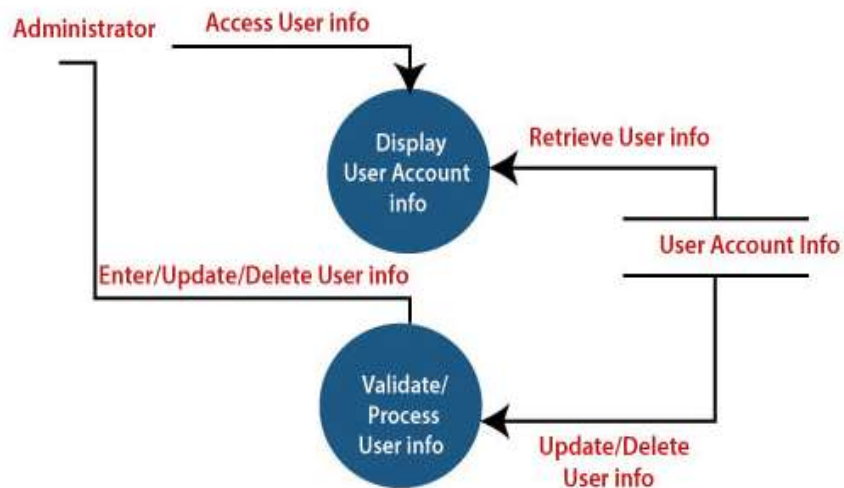 Administrator
Access User info
Display
User Account
info
Retrieve User info
User Account Info
Enter/Update/Delete User info
Validate/
Process
User info
Update/Delete
User info